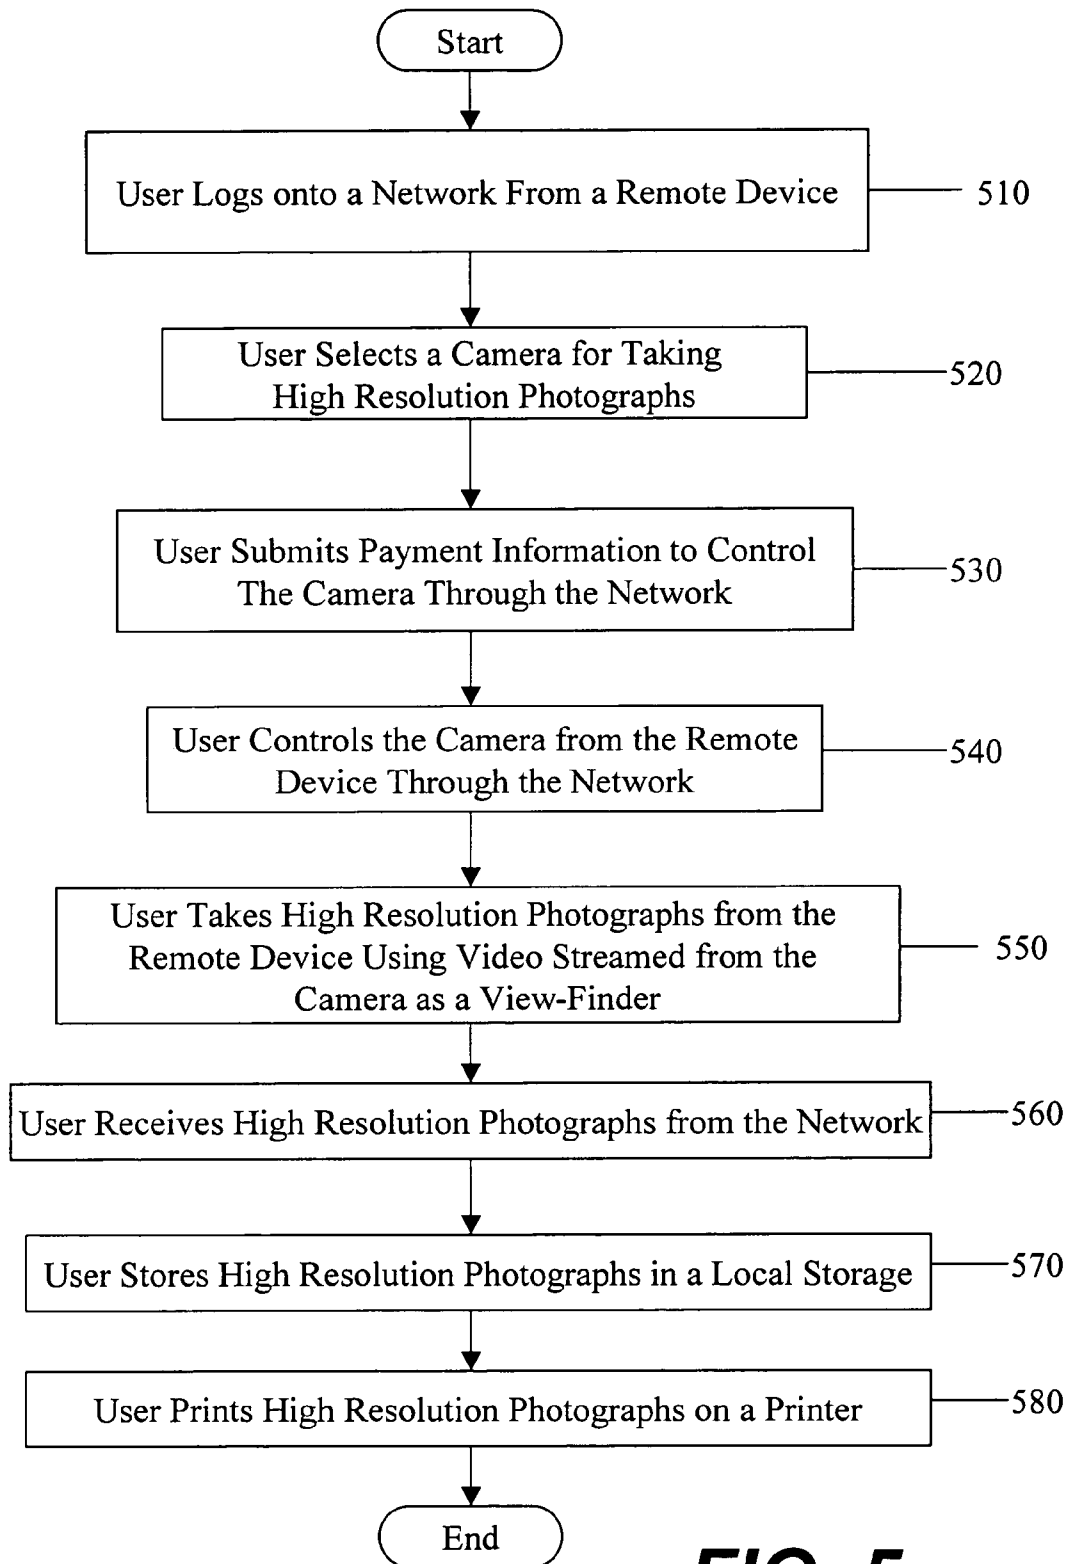 Start
User Logs onto a Network From a Remote Device
510
User Selects a Camera for Taking
High Resolution Photographs
520
User Submits Payment Information to Control
The Camera Through the Network
530
User Controls the Camera from the Remote
Device Through the Network
540
User Takes High Resolution Photographs from the
Remote Device Using Video Streamed from the
Camera as a View-Finder
550
User Receives High Resolution Photographs from the Network
560
User Stores High Resolution Photographs in a Local Storage
570
User Prints High Resolution Photographs on a Printer
580
End
FIG. 5